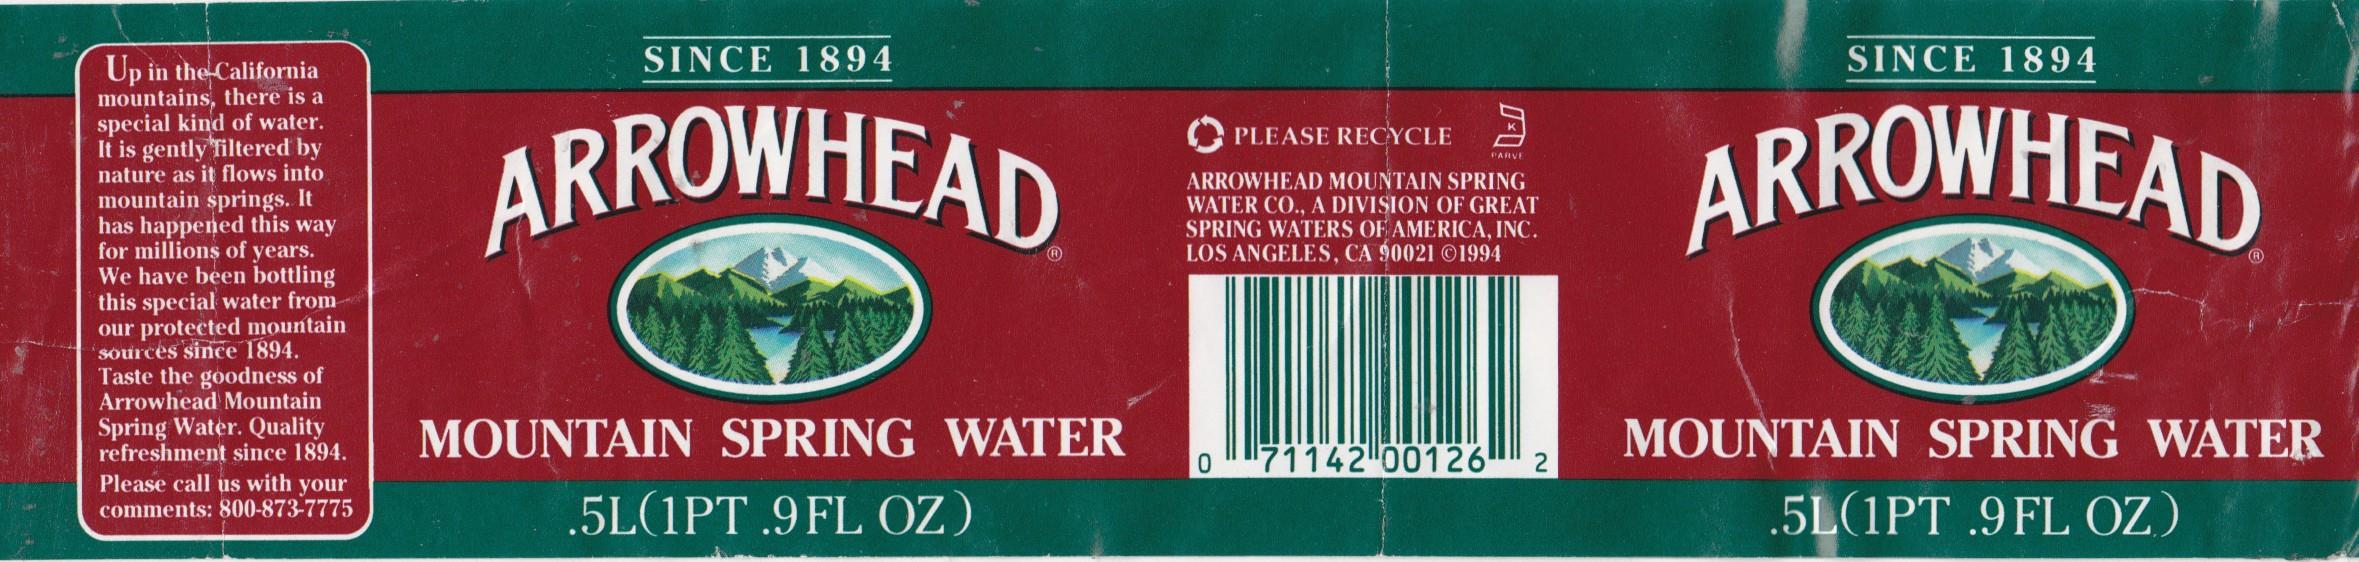 Up in the California
mountains, there is a
special kind of water.
It is gently filtered by
nature as it flows into
mountain springs. It
has happened this way
for millions of years.
We have been bottling
this special water from
our protected mountain
sources since 1894.
Taste the goodness of
Arrowhead Mountain
Spring Water. Quality
refreshment since 1894.
Please call us with your
comments: 800-873-7775
SINCE 1894
ARROWHEAD®
MOUNTAIN SPRING WATER
.5L(1PT .9FL OZ)
PLEASE RECYCLE
K
PARVE
ARROWHEAD MOUNTAIN SPRING
WATER CO., A DIVISION OF GREAT
SPRING WATERS OF AMERICA, INC.
LOS ANGELES, CA 90021 ©1994
0 71142 00126 2
SINCE 1894
ARROWHEAD®
MOUNTAIN SPRING WATER
.5L(1PT .9FL OZ)